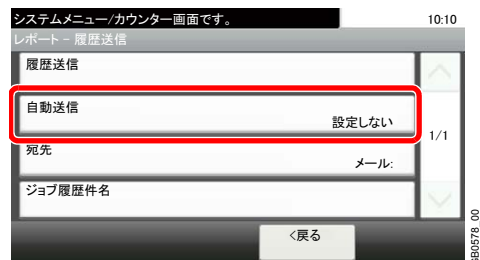 システムメニュー/カウンター画面です。
10:10
レポート - 履歴送信
履歴送信
自動送信
設定しない
1/1
宛先
メール:
ジョブ履歴件名
<戻る